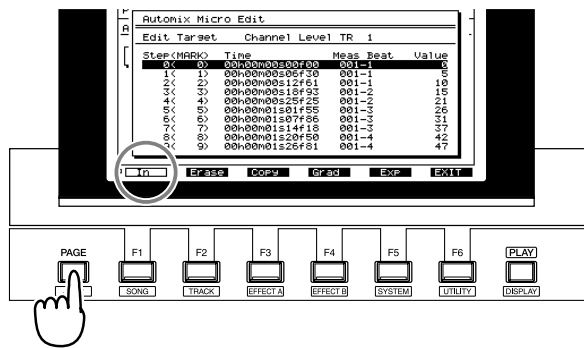 Automix Micro Edit
Edit Target Channel Level TR 1
Step(MARK) Time Meas Beat Value
0( 0) 00h00m00s00f00 001-1 0
1( 1) 00h00m00s06f30 001-1 5
2( 2) 00h00m00s12f61 001-1 10
3( 3) 00h00m00s18f93 001-2 15
4( 4) 00h00m00s25f25 001-2 21
5( 5) 00h00m01s01f55 001-3 26
6( 6) 00h00m01s07f86 001-3 31
7( 7) 00h00m01s14f18 001-3 37
8( 8) 00h00m01s20f50 001-4 42
9( 9) 00h00m01s26f81 001-4 47
In Erase Copy Grad Exp EXIT
PAGE F1 F2 F3 F4 F5 F6 PLAY
SONG TRACK EFFECT A EFFECT B SYSTEM UTILITY DISPLAY